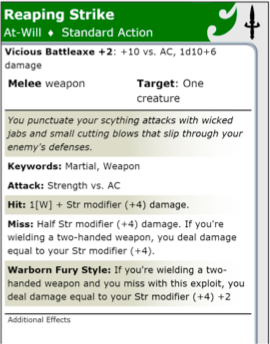 Reaping Strike
At-Will ♦ Standard Action
Vicious Battleaxe +2: +10 vs. AC, 1d10+6
damage
Melee weapon Target: One
creature
You punctuate your scything attacks with wicked
jabs and small cutting blows that slip through your
enemy's defenses.
Keywords: Martial, Weapon
Attack: Strength vs. AC
Hit: 1[W] + Str modifier (+4) damage.
Miss: Half Str modifier (+4) damage. If you're
wielding a two-handed weapon, you deal damage
equal to your Str modifier (+4).
Warborn Fury Style: If you're wielding a two-
handed weapon and you miss with this exploit, you
deal damage equal to your Str modifier (+4) +2
Additional Effects